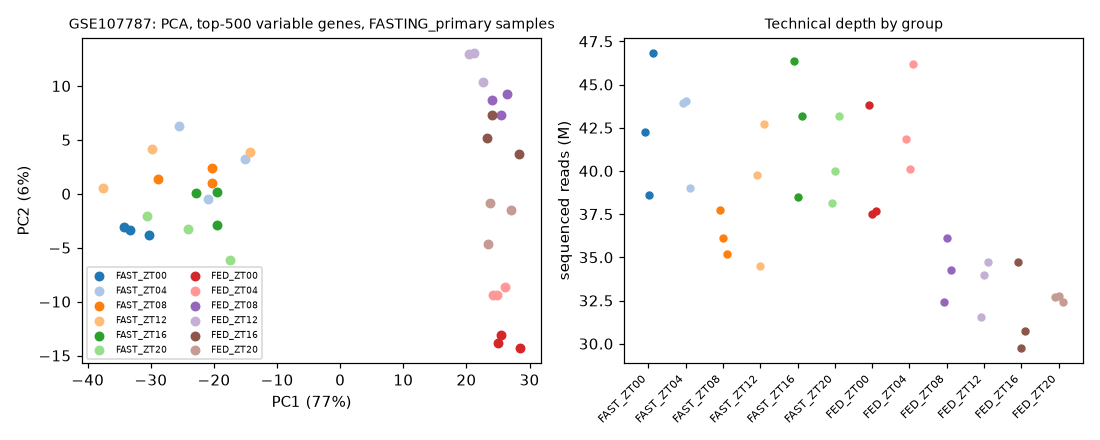 GSE107787: PCA, top-500 variable genes, FASTING_primary samples
PC2 (6%)
10
5
0
−5
−10
−15
FAST_ZT00 FED_ZT00
FAST_ZT04 FED_ZT04
FAST_ZT08 FED_ZT08
FAST_ZT12 FED_ZT12
FAST_ZT16 FED_ZT16
FAST_ZT20 FED_ZT20
−40 −30 −20 −10 0 10 20 30
PC1 (77%)
Technical depth by group
sequenced reads (M)
47.5
45.0
42.5
40.0
37.5
35.0
32.5
30.0
FAST_ZT00
FAST_ZT04
FAST_ZT08
FAST_ZT12
FAST_ZT16
FAST_ZT20
FED_ZT00
FED_ZT04
FED_ZT08
FED_ZT12
FED_ZT16
FED_ZT20